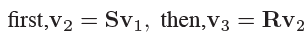 first,v₂ = Sv₁, then,v₃ = Rv₂